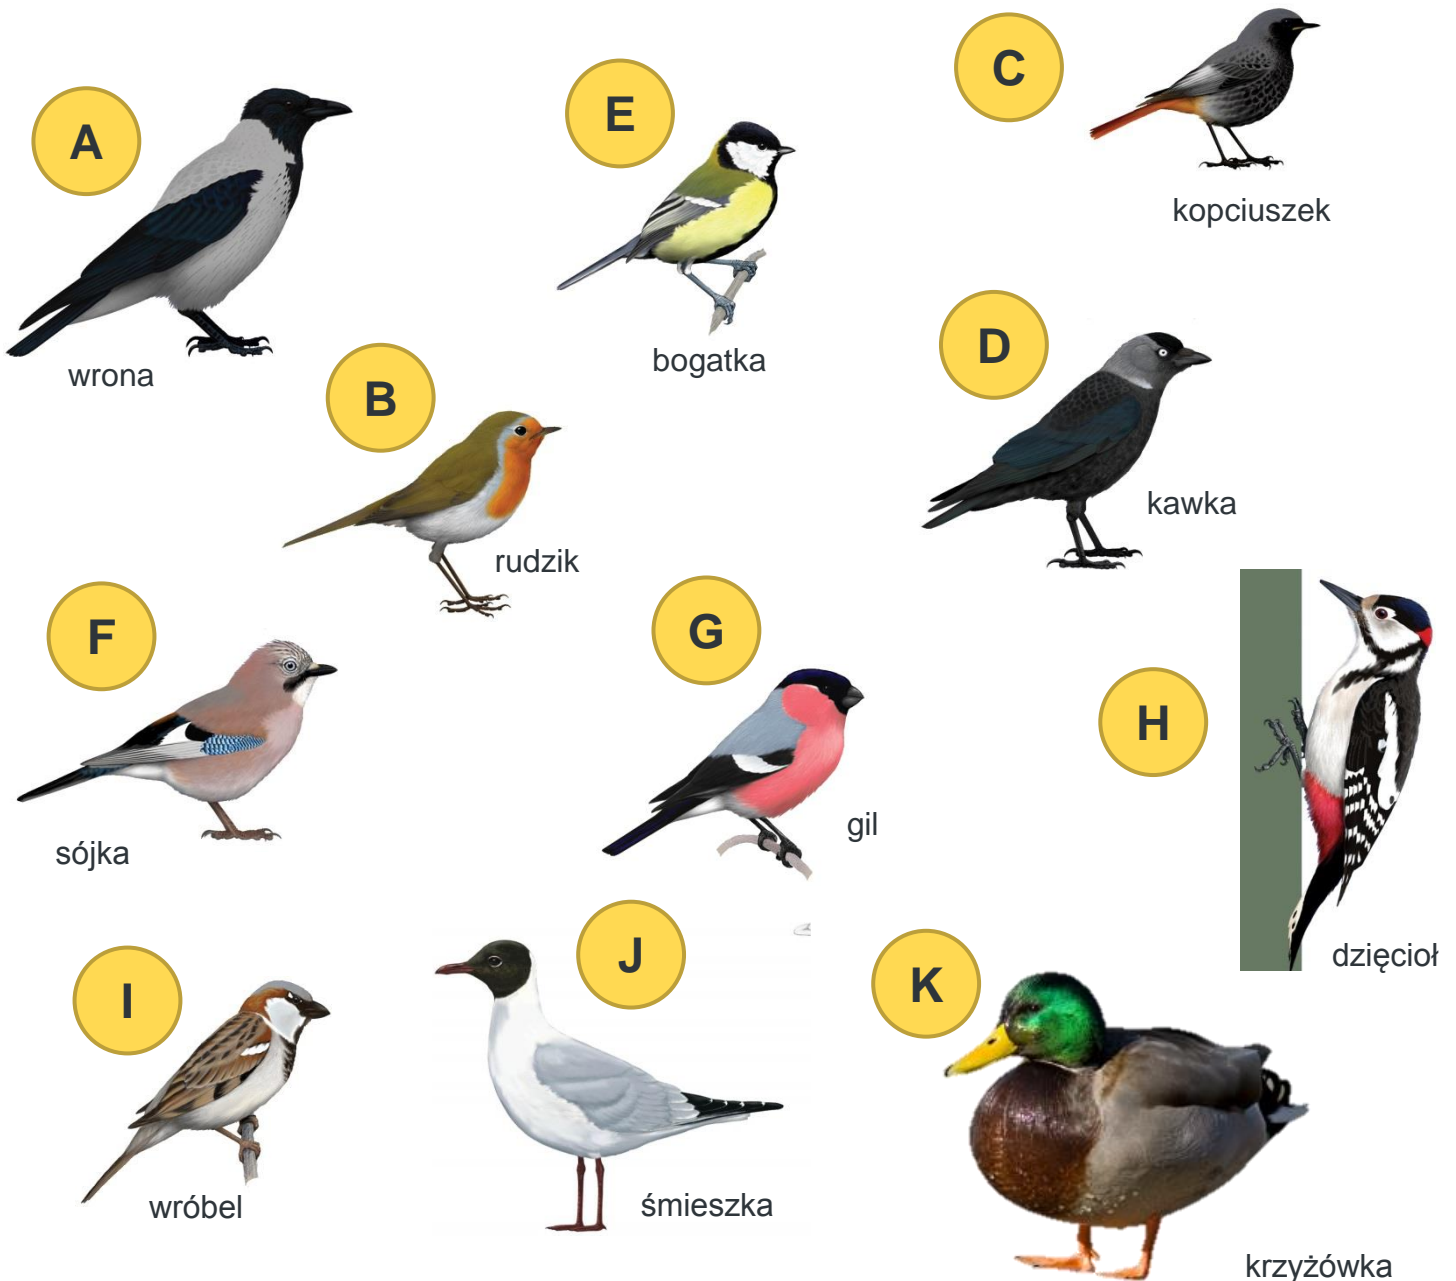 A
wrona
E
bogatka
C
kopciuszek
B
rudzik
D
kawka
F
sójka
G
gil
H
dzięcioł
I
wróbel
J
śmieszka
K
krzyżówka